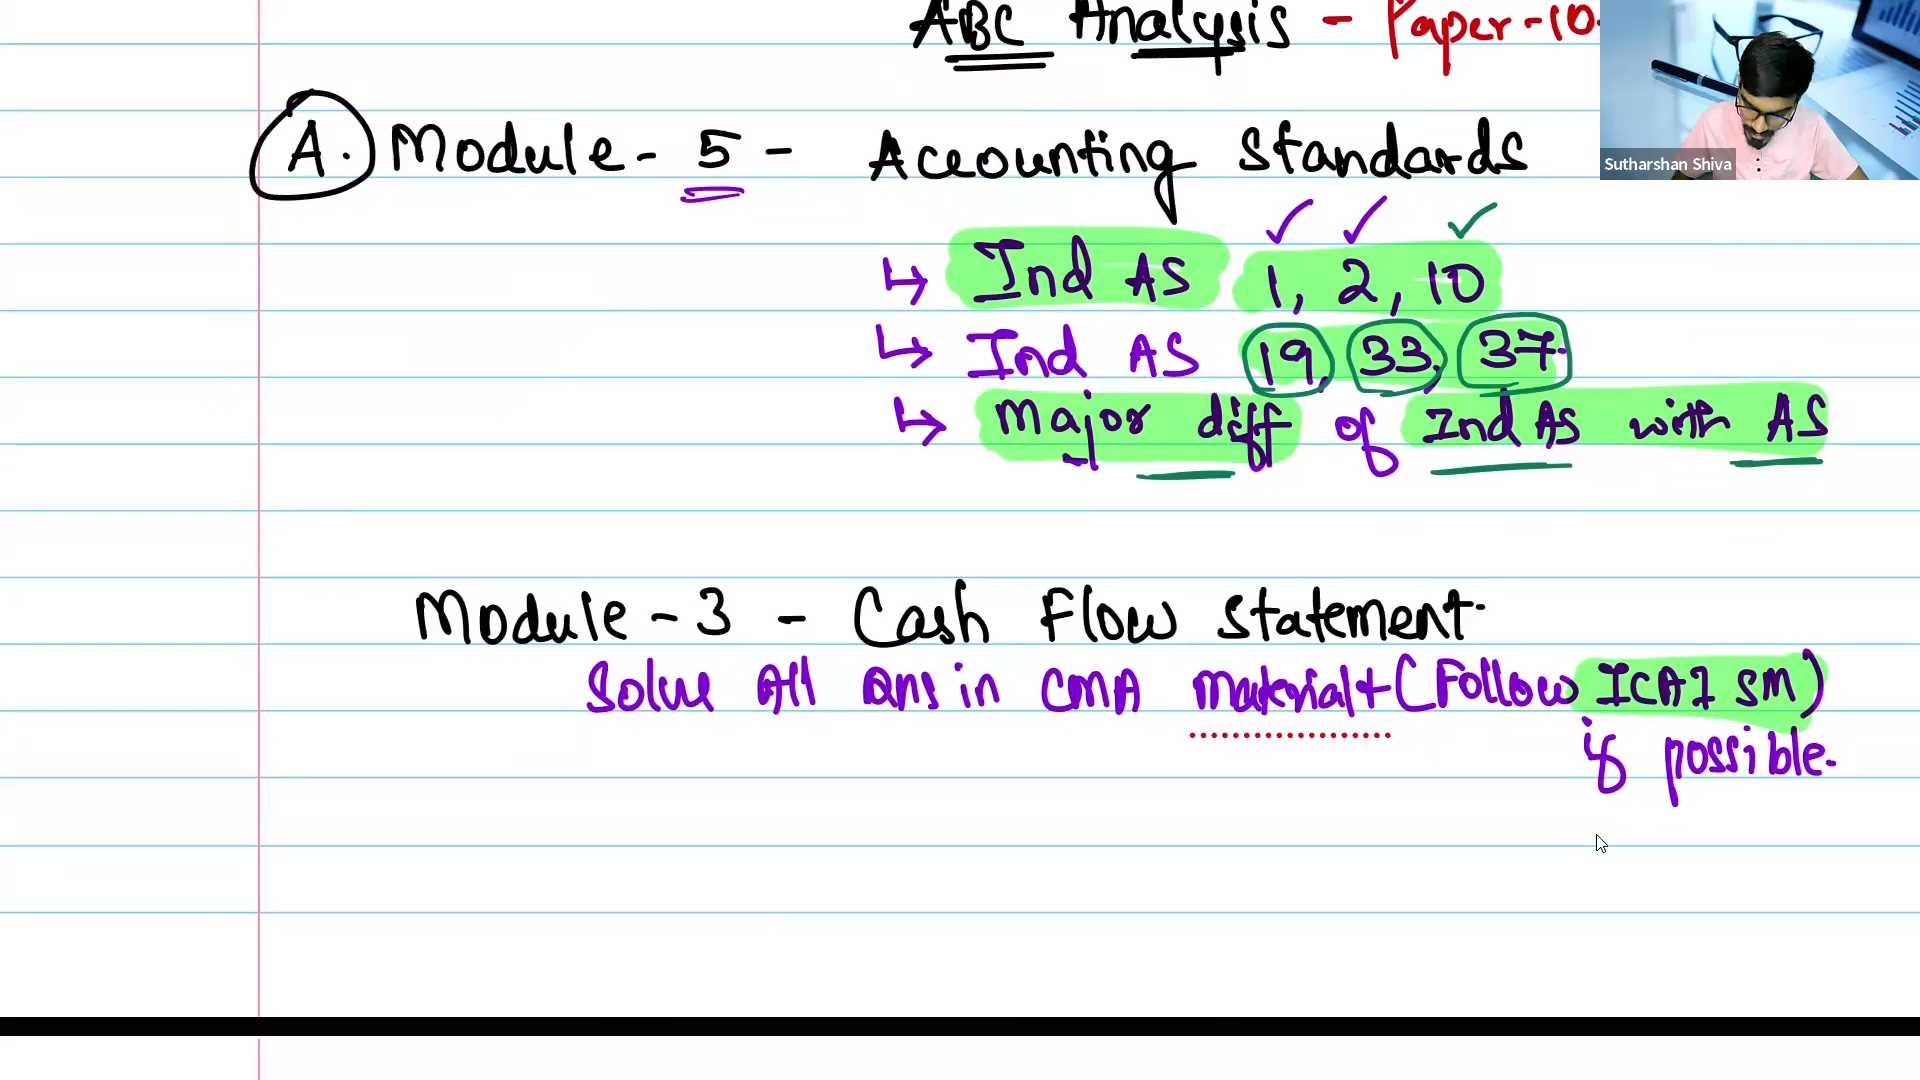 ABC Analysis - Paper-10.
Sutharshan Shiva
A. Module - 5 - Accounting Standards
↳ Ind AS 1, 2, 10
↳ Ind AS 19, 33, 37.
↳ Major diff of Ind AS with AS
Module - 3 - Cash Flow Statement.
Solve All Qns in CMA Material + (Follow ICAI SM)
if possible.